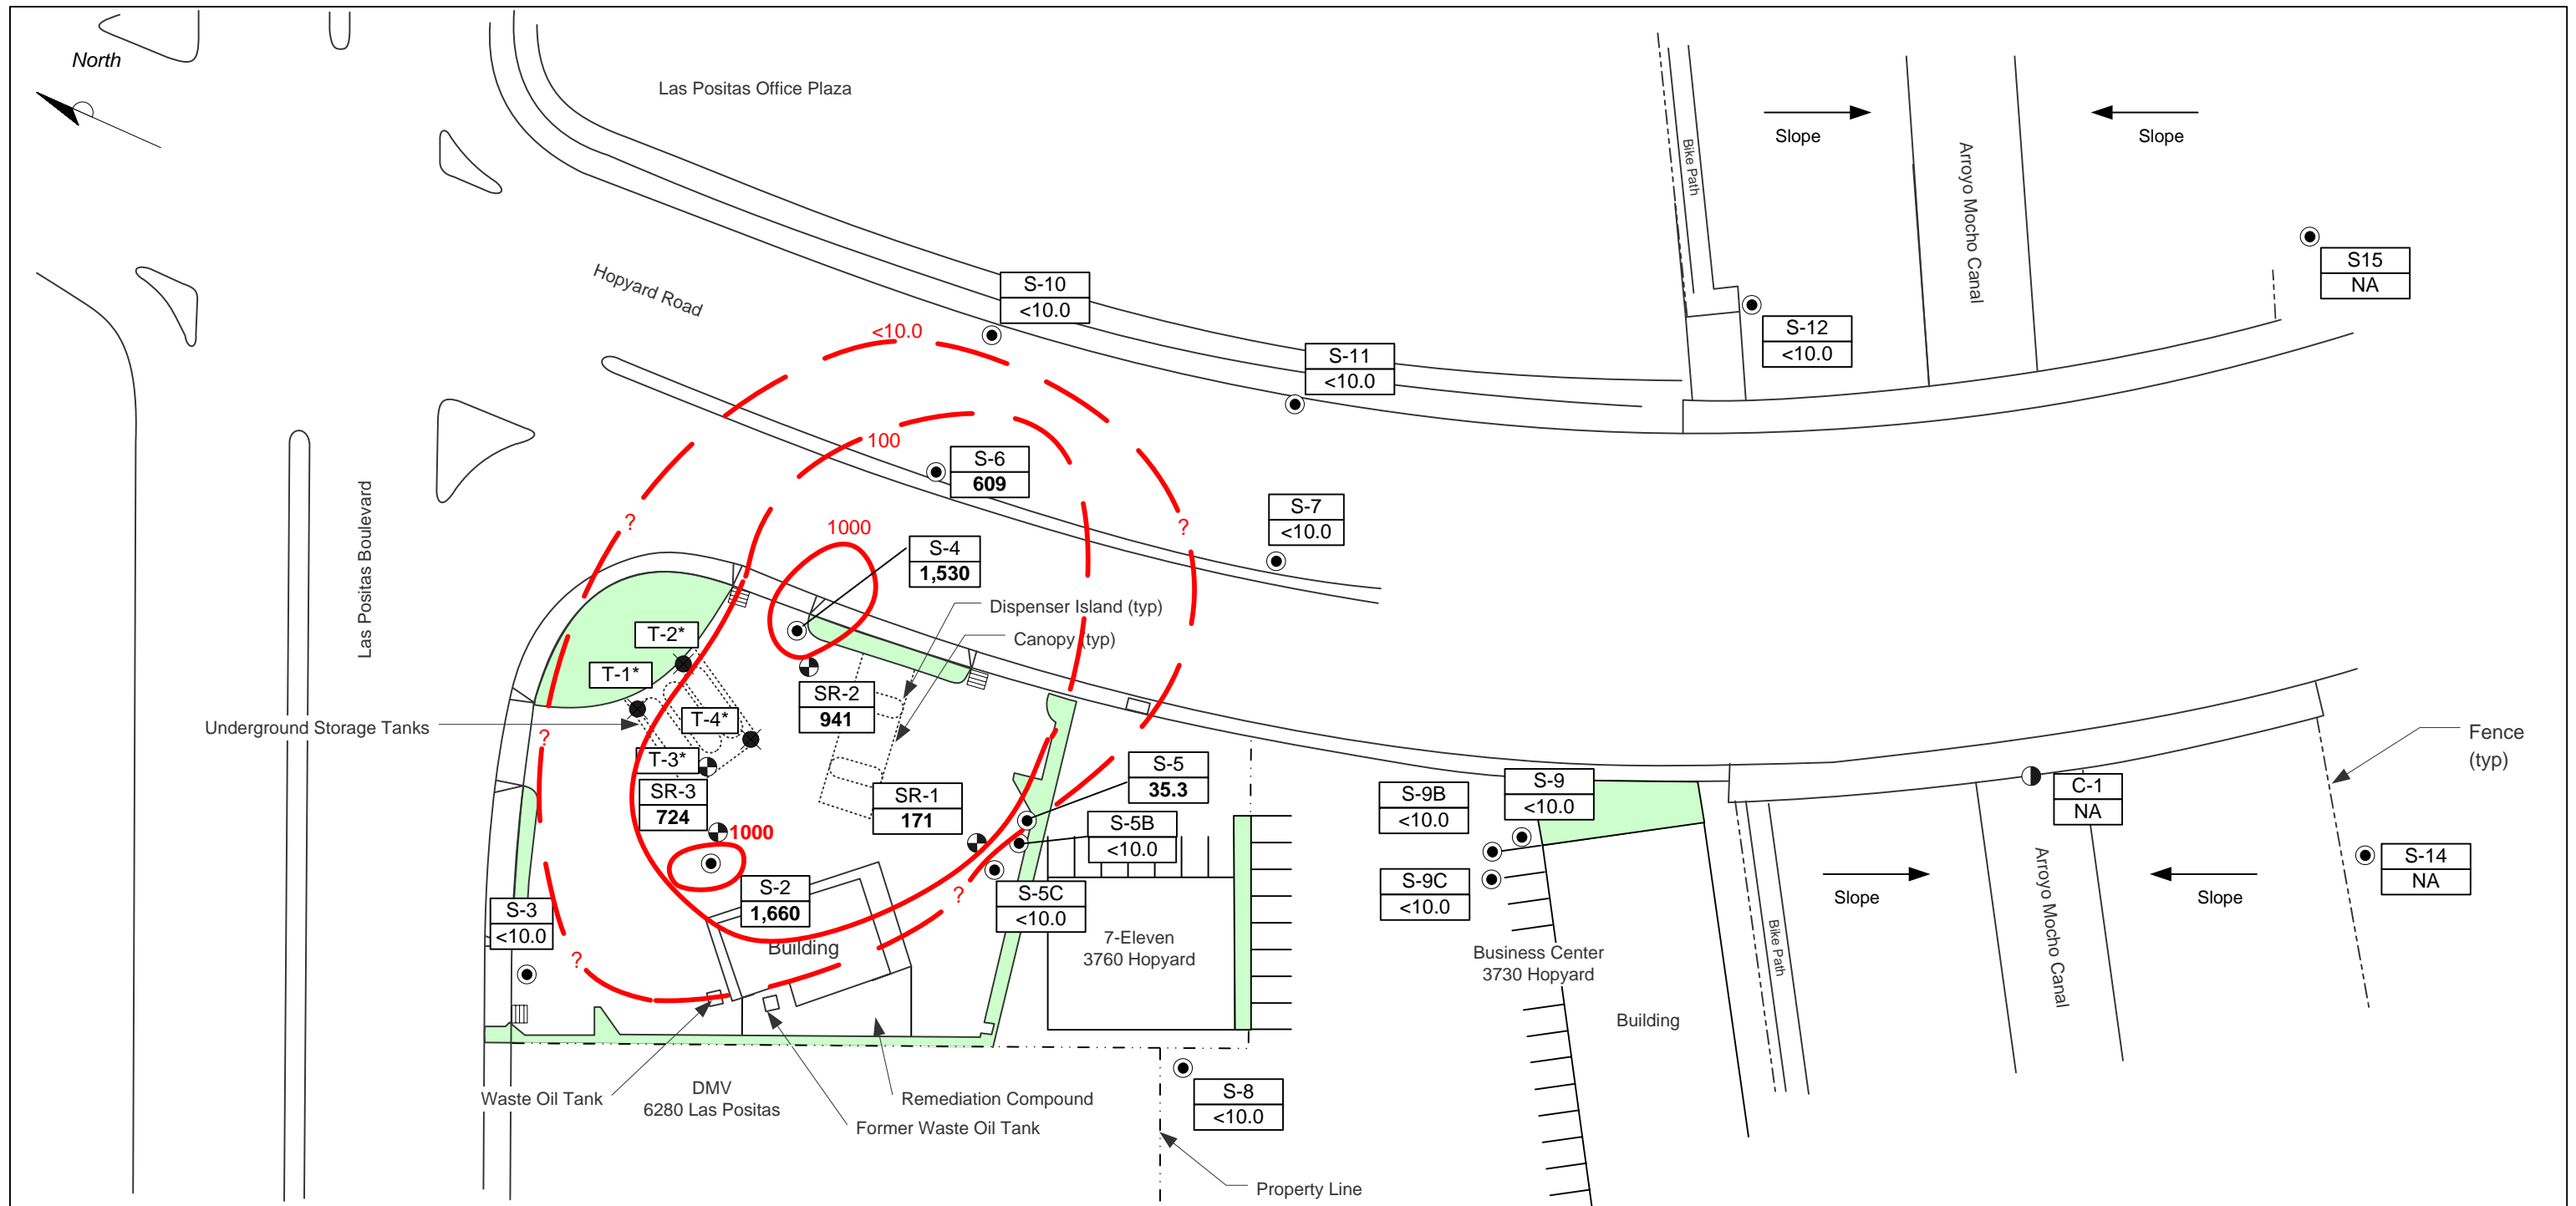 North
Las Positas Office Plaza
Slope
Slope
Bike Path
Arroyo Mocho Canal
S15
NA
Hopyard Road
S-10
<10.0
<10.0
S-12
<10.0
S-11
<10.0
100
S-6
609
Las Positas Boulevard
?
1000
S-7
<10.0
?
S-4
1,530
Dispenser Island (typ)
T-2*
Canopy (typ)
T-1*
SR-2
941
T-4*
Underground Storage Tanks
?
T-3*
Fence
(typ)
S-5
35.3
SR-3
724
SR-1
171
S-9B
<10.0
S-9
<10.0
C-1
NA
1000
S-5B
<10.0
S-14
NA
S-2
1,660
?
S-5C
<10.0
S-9C
<10.0
Slope
Slope
Arroyo Mocho Canal
S-3
<10.0
Building
7-Eleven
3760 Hopyard
Business Center
3730 Hopyard
Bike Path
?
Building
Waste Oil Tank
DMV
6280 Las Positas
Remediation Compound
Former Waste Oil Tank
S-8
<10.0
Property Line